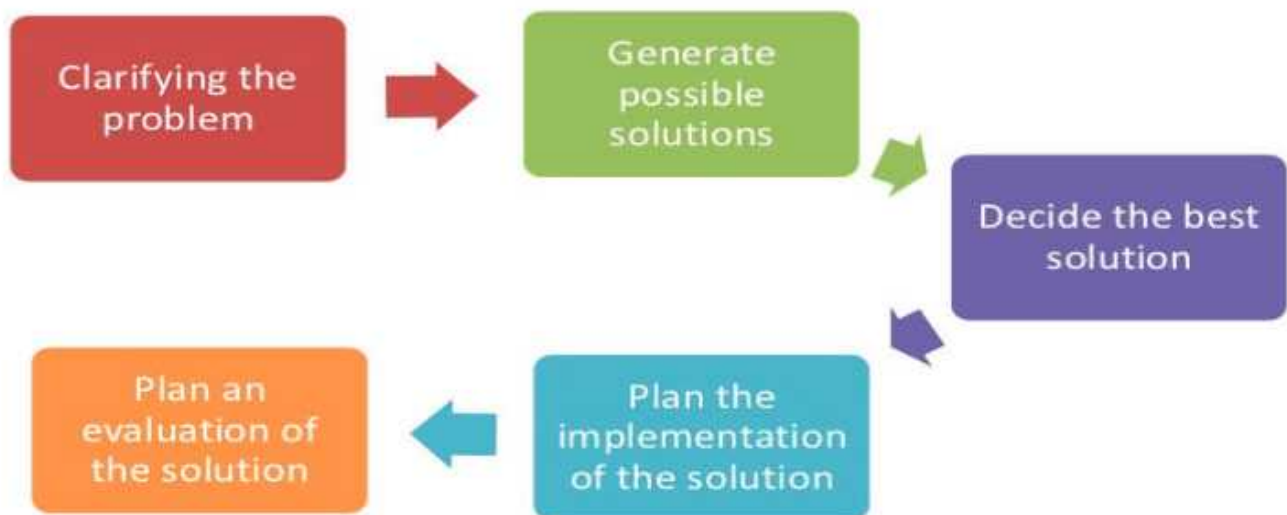 Clarifying the
problem
Generate
possible
solutions
Decide the best
solution
Plan the
implementation
of the solution
Plan an
evaluation of
the solution